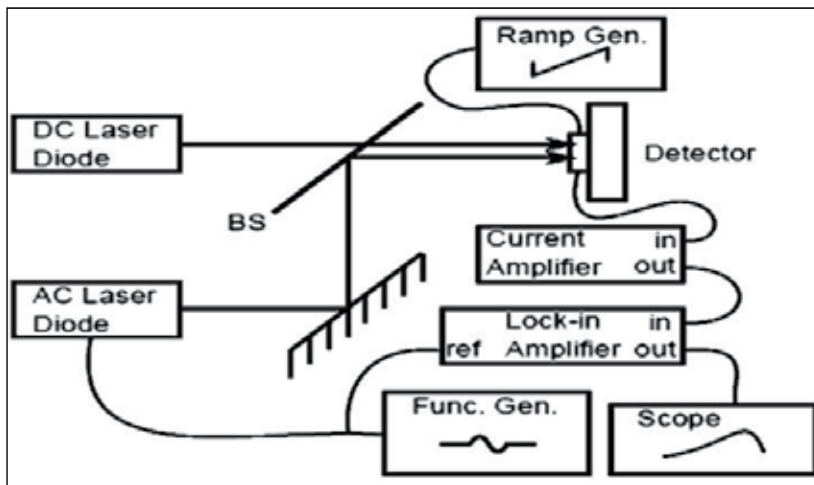 Ramp Gen.
DC Laser
Diode
Detector
BS
Current in
Amplifier out
AC Laser
Diode
Lock-in in
ref Amplifier out
Func. Gen.
Scope